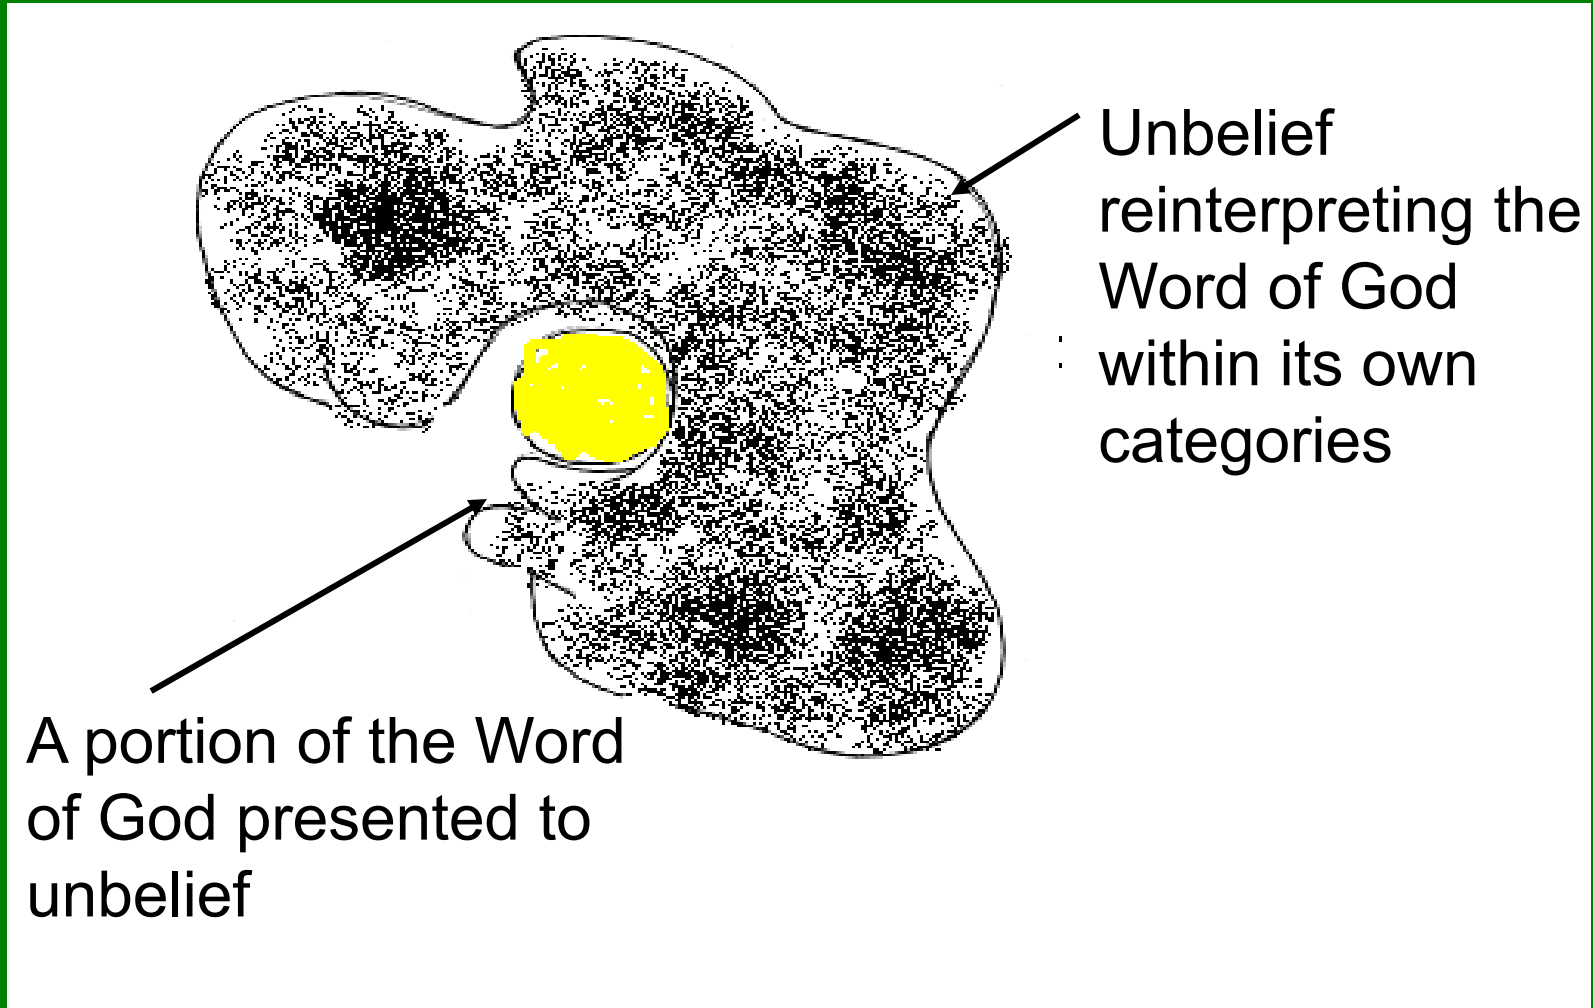 Unbelief
reinterpreting the
Word of God
within its own
categories
A portion of the Word
of God presented to
unbelief